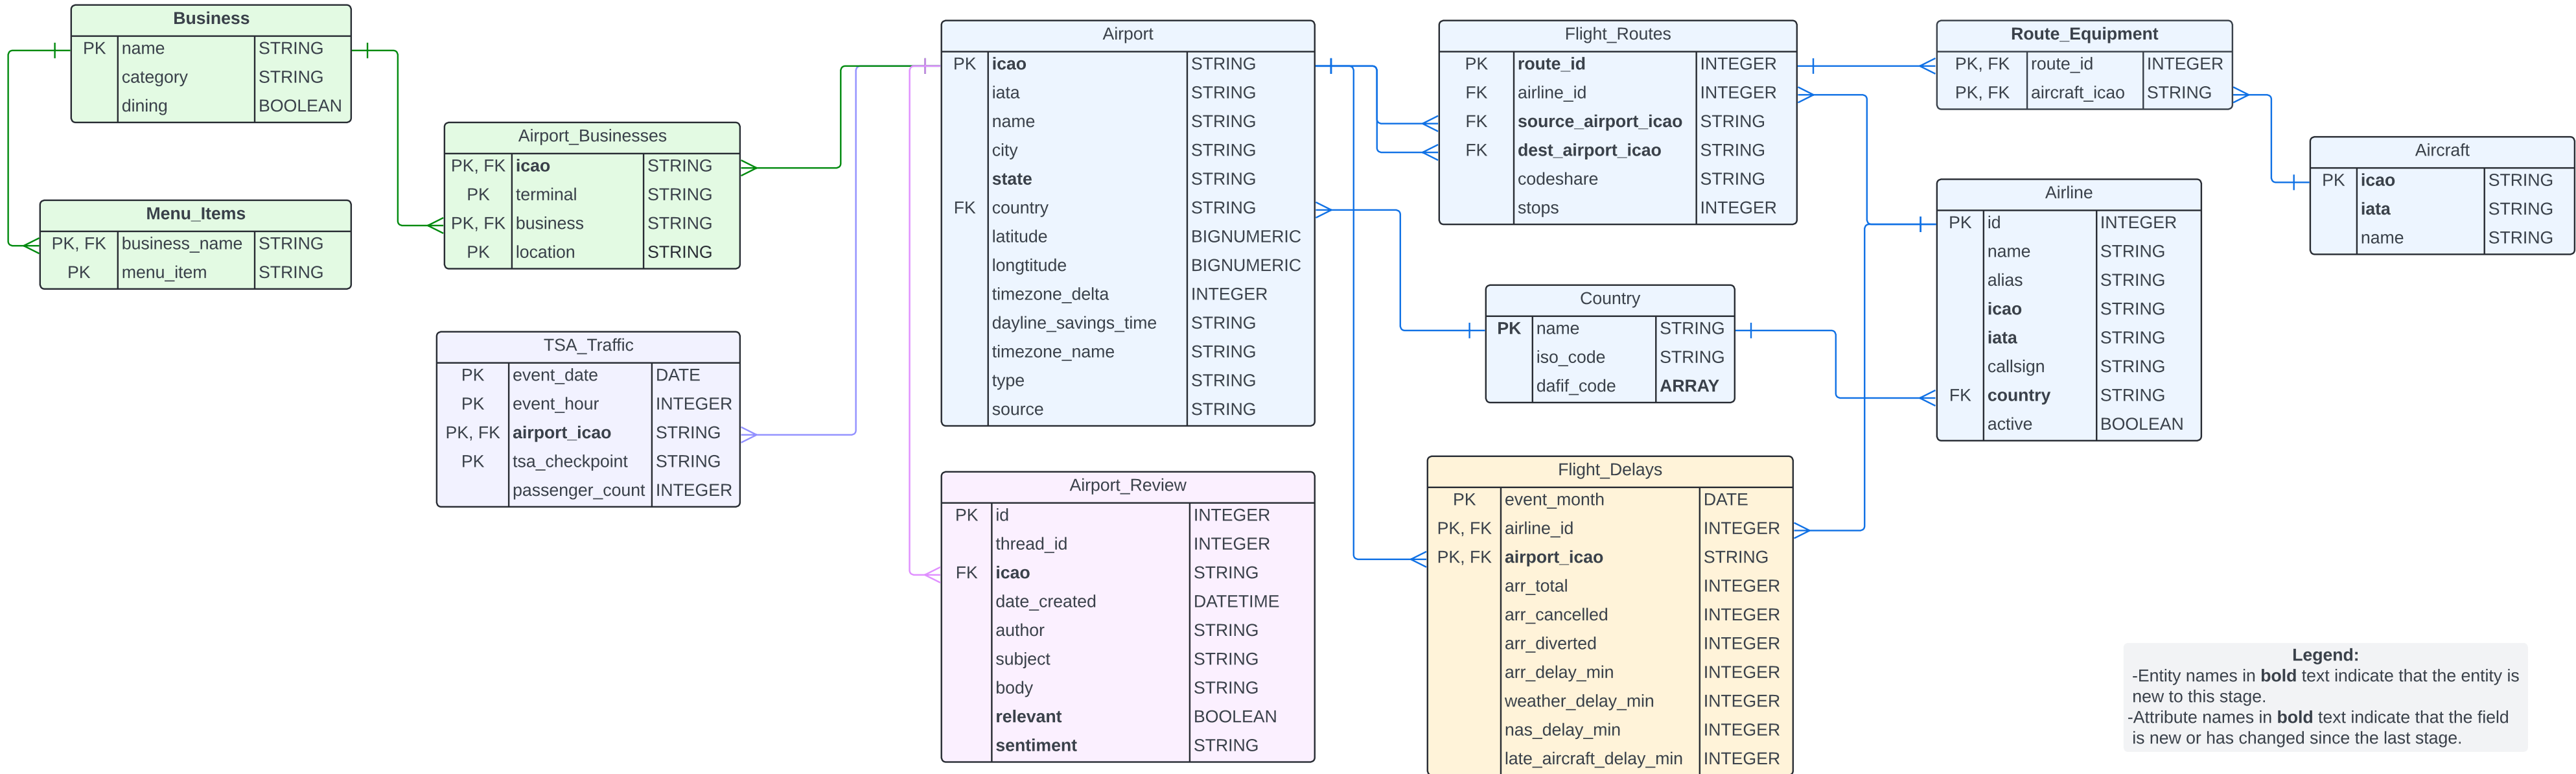 Business
PK name STRING
category STRING
dining BOOLEAN
Menu_Items
PK, FK business_name STRING
PK menu_item STRING
Airport_Businesses
PK, FK icao STRING
PK terminal STRING
PK, FK business STRING
PK location STRING
TSA_Traffic
PK event_date DATE
PK event_hour INTEGER
PK, FK airport_icao STRING
PK tsa_checkpoint STRING
passenger_count INTEGER
Airport
PK icao STRING
iata STRING
name STRING
city STRING
state STRING
FK country STRING
latitude BIGNUMERIC
longtitude BIGNUMERIC
timezone_delta INTEGER
dayline_savings_time STRING
timezone_name STRING
type STRING
source STRING
Airport_Review
PK id INTEGER
thread_id INTEGER
FK icao STRING
date_created DATETIME
author STRING
subject STRING
body STRING
relevant BOOLEAN
sentiment STRING
Flight_Routes
PK route_id INTEGER
FK airline_id INTEGER
FK source_airport_icao STRING
FK dest_airport_icao STRING
codeshare STRING
stops INTEGER
Country
PK name STRING
iso_code STRING
dafif_code ARRAY
Flight_Delays
PK event_month DATE
PK, FK airline_id INTEGER
PK, FK airport_icao STRING
arr_total INTEGER
arr_cancelled INTEGER
arr_diverted INTEGER
arr_delay_min INTEGER
weather_delay_min INTEGER
nas_delay_min INTEGER
late_aircraft_delay_min INTEGER
Route_Equipment
PK, FK route_id INTEGER
PK, FK aircraft_icao STRING
Airline
PK id INTEGER
name STRING
alias STRING
icao STRING
iata STRING
callsign STRING
FK country STRING
active BOOLEAN
Aircraft
PK icao STRING
iata STRING
name STRING
Legend:
-Entity names in bold text indicate that the entity is
new to this stage.
-Attribute names in bold text indicate that the field
is new or has changed since the last stage.